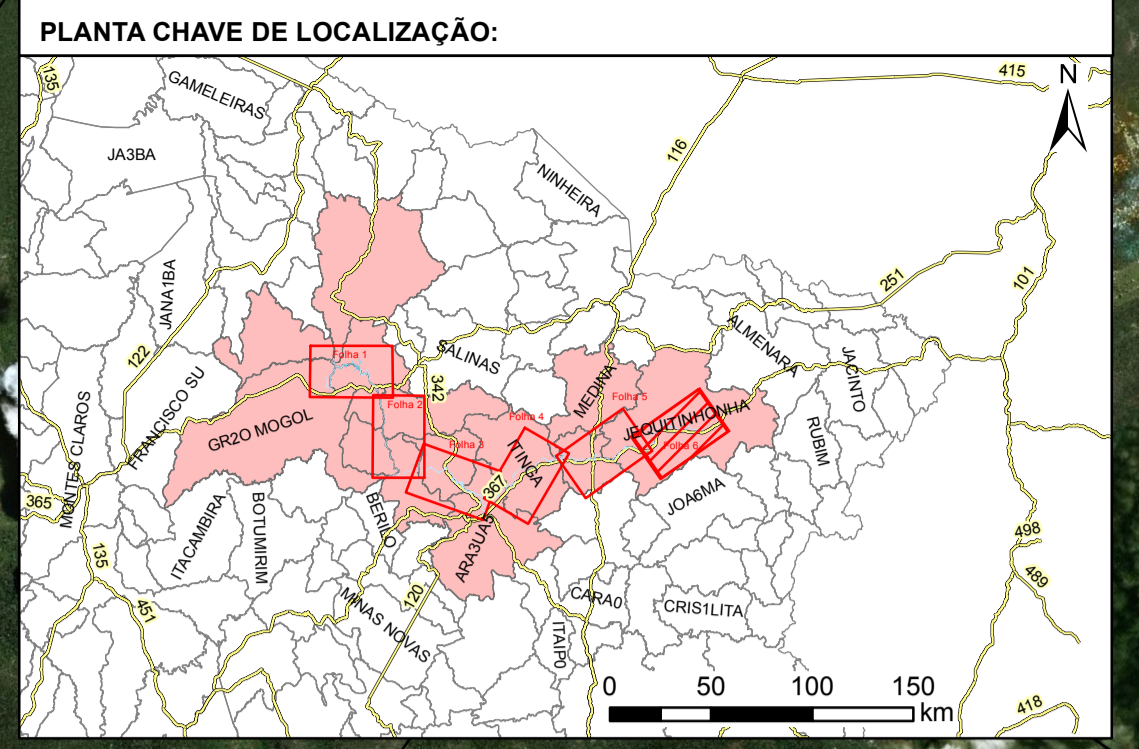 PLANTA CHAVE DE LOCALIZAÇÃO:
135
GAMELEIRAS
415
N
JA3BA
116
NINHEIRA
JANA1BA
251
101
122
ALMENARA
SALINAS
JACINTO
Folha 1
342
MEDINA
FRANCISCO SU
Folha 2
Folha 5
GR2O MOGOL
Folha 4
JEQUITINHONHA
MONTES CLAROS
RUBIM
Folha 3
Folha 6
ITINGA
367
365
JOA6MA
ITACAMBIRA
BOTUMIRIM
BERILO
498
ARA3UA5
135
489
120
CARA0
CRIS1LITA
451
MINAS NOVAS
ITAIP0
0 50 100 150
km
418